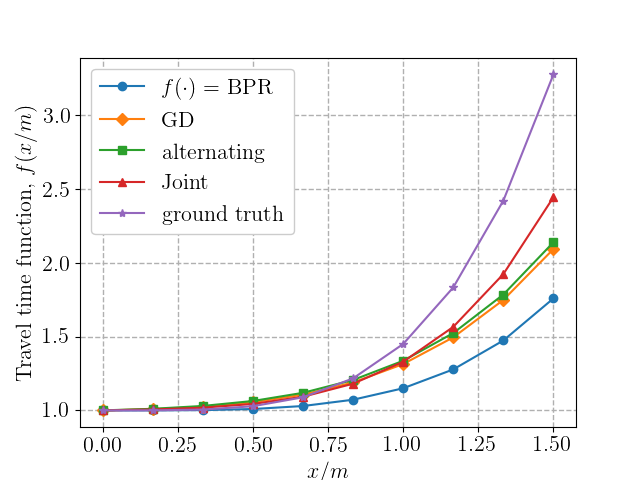 f(·) = BPR
GD
alternating
Joint
ground truth
Travel time function, f(x/m)
3.0
2.5
2.0
1.5
1.0
0.00 0.25 0.50 0.75 1.00 1.25 1.50
x/m